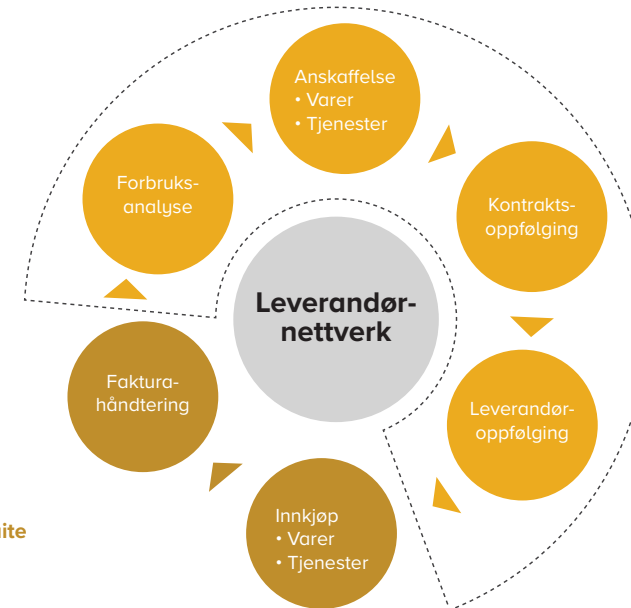 Anskaffelse
• Varer
• Tjenester
Forbruks-
analyse
Kontrakts-
oppfølging
Leverandør-
nettverk
Faktura-
håndtering
Leverandør-
oppfølging
Innkjøp
• Varer
• Tjenester